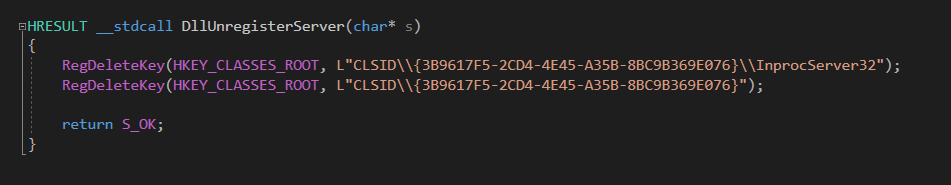 HRESULT __stdcall DllUnregisterServer(char* s)
{
RegDeleteKey(HKEY_CLASSES_ROOT, L"CLSID\\{3B9617F5-2CD4-4E45-A35B-8BC9B369E076}\\InprocServer32");
RegDeleteKey(HKEY_CLASSES_ROOT, L"CLSID\\{3B9617F5-2CD4-4E45-A35B-8BC9B369E076}");
return S_OK;
}